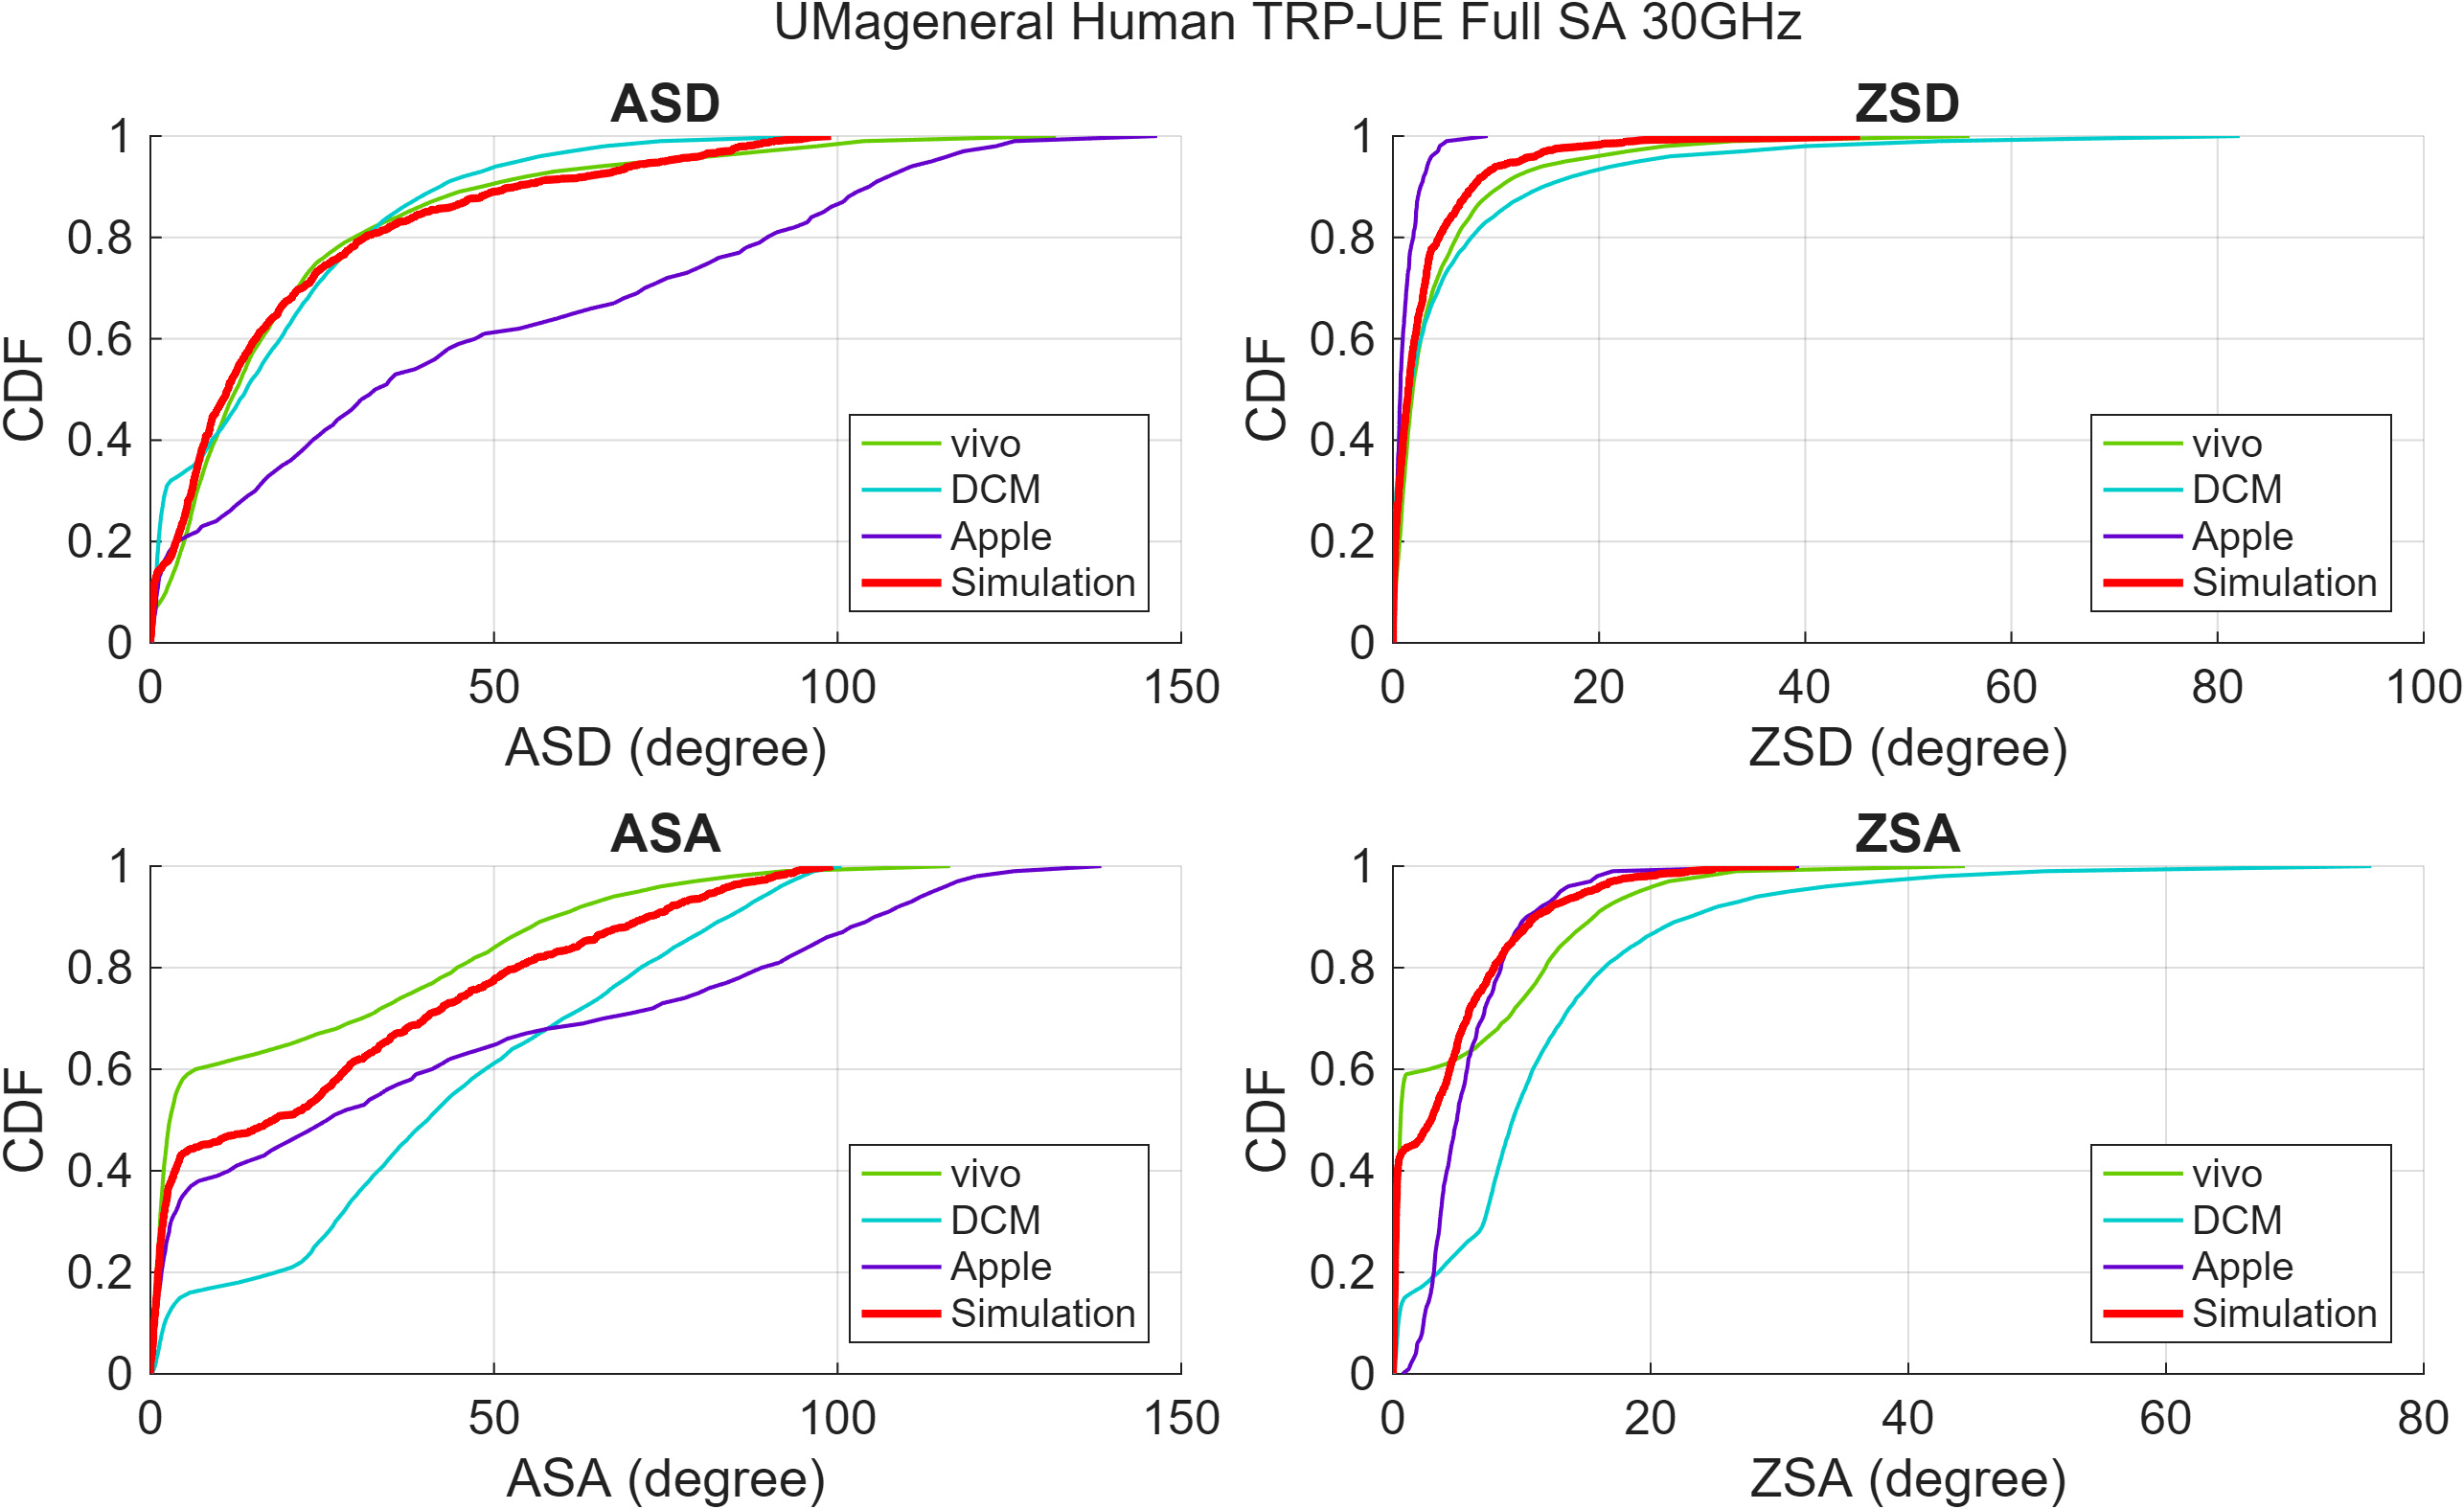 UMageneral Human TRP-UE Full SA 30GHz
ASD
CDF
1
0.8
0.6
0.4
0.2
0
0
50
100
150
ASD (degree)
vivo
DCM
Apple
Simulation
ZSD
CDF
1
0.8
0.6
0.4
0.2
0
0
20
40
60
80
100
ZSD (degree)
vivo
DCM
Apple
Simulation
ASA
CDF
1
0.8
0.6
0.4
0.2
0
0
50
100
150
ASA (degree)
vivo
DCM
Apple
Simulation
ZSA
CDF
1
0.8
0.6
0.4
0.2
0
0
20
40
60
80
ZSA (degree)
vivo
DCM
Apple
Simulation